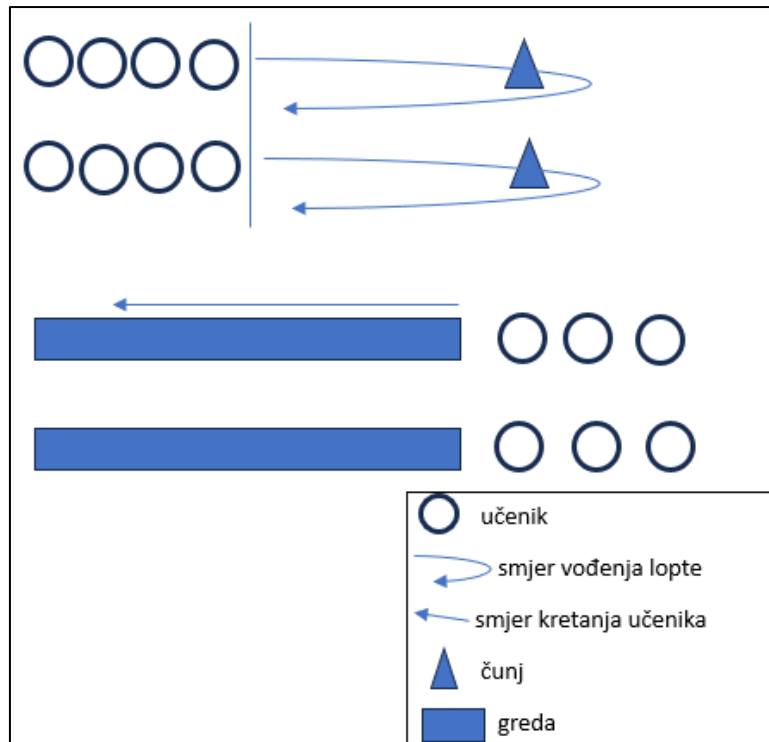 učenik
smjer vođenja lopte
smjer kretanja učenika
čunj
greda